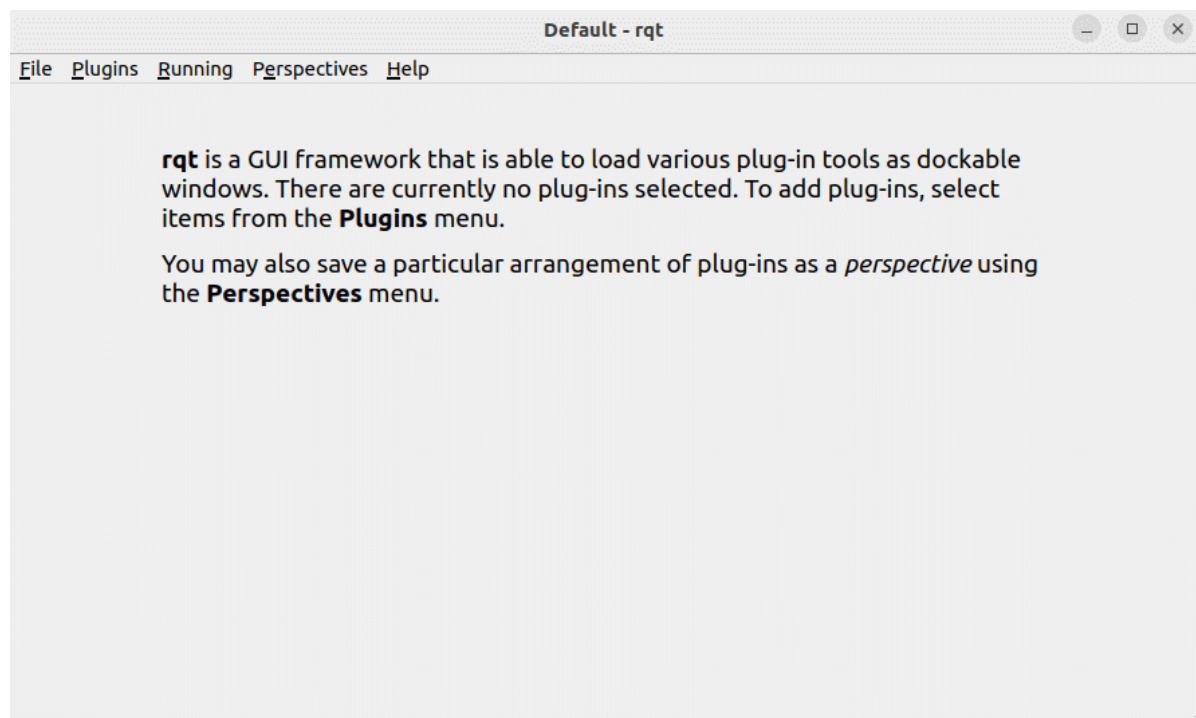 Default - rqt
File Plugins Running Perspectives Help
rqt is a GUI framework that is able to load various plug-in tools as dockable
windows. There are currently no plug-ins selected. To add plug-ins, select
items from the Plugins menu.
You may also save a particular arrangement of plug-ins as a perspective using
the Perspectives menu.